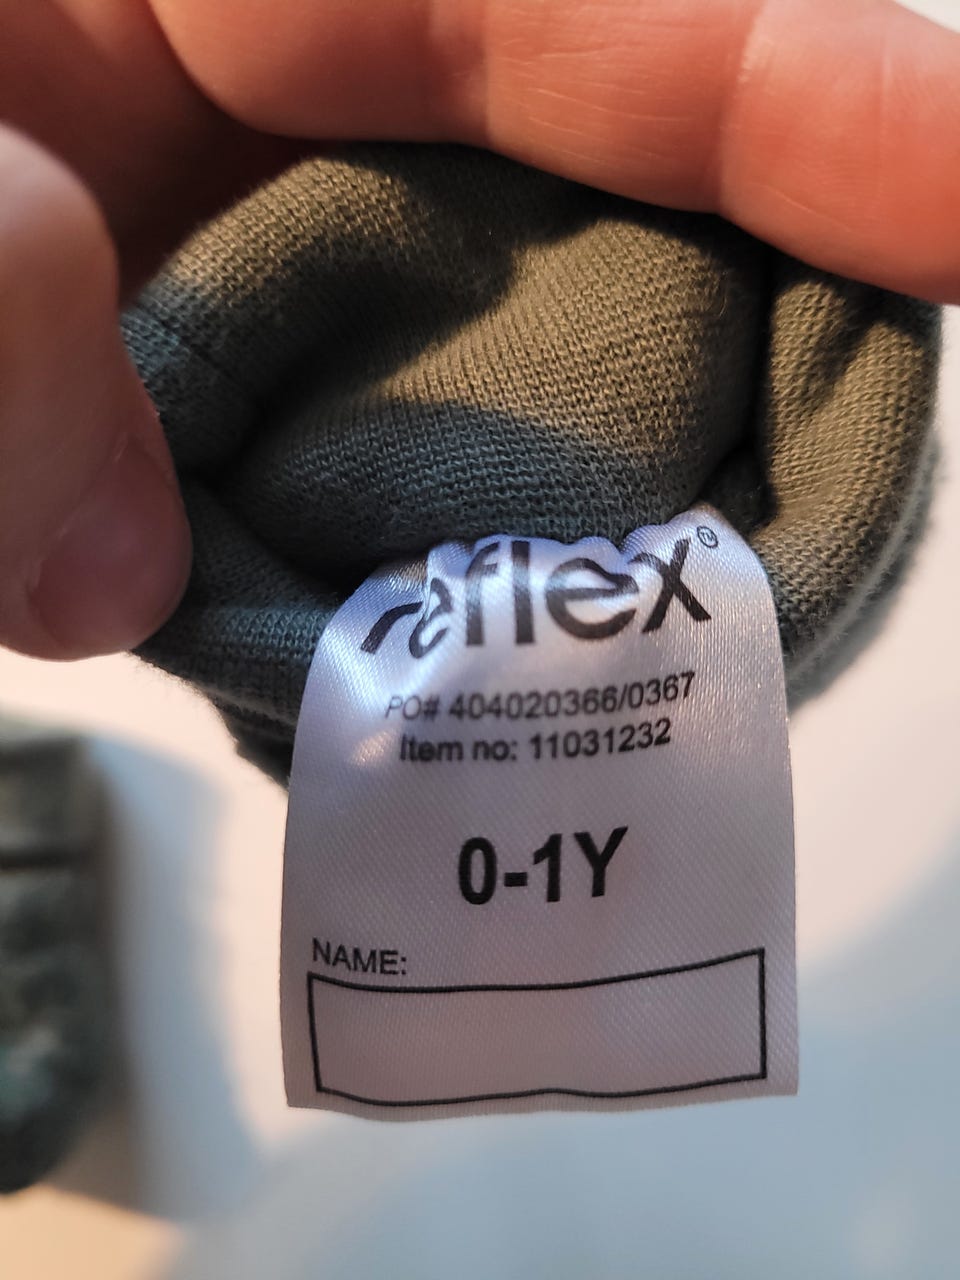 reflex®
PO# 404020366/0367
Item no: 11031232
0-1Y
NAME: